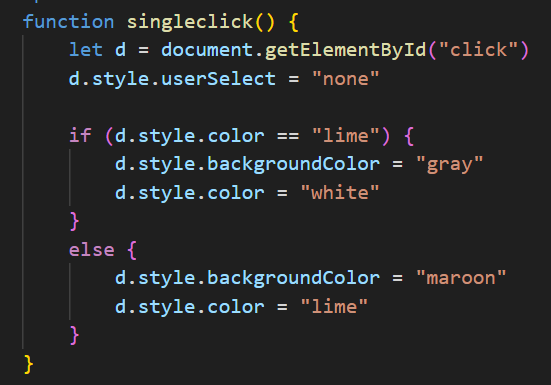 function singleclick() {
    let d = document.getElementById("click")
    d.style.userSelect = "none"

    if (d.style.color == "lime") {
        d.style.backgroundColor = "gray"
        d.style.color = "white"
    }
    else {
        d.style.backgroundColor = "maroon"
        d.style.color = "lime"
    }
}